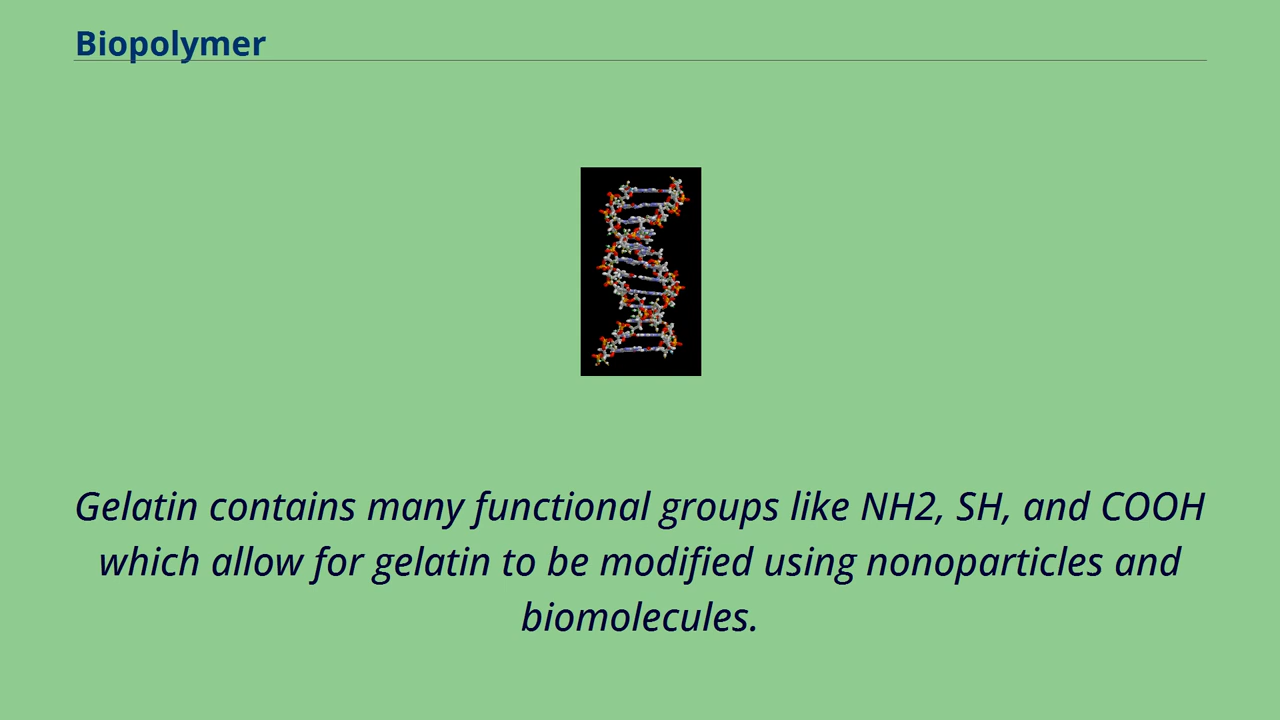 Biopolymer
Gelatin contains many functional groups like NH2, SH, and COOH
which allow for gelatin to be modified using nonoparticles and
biomolecules.